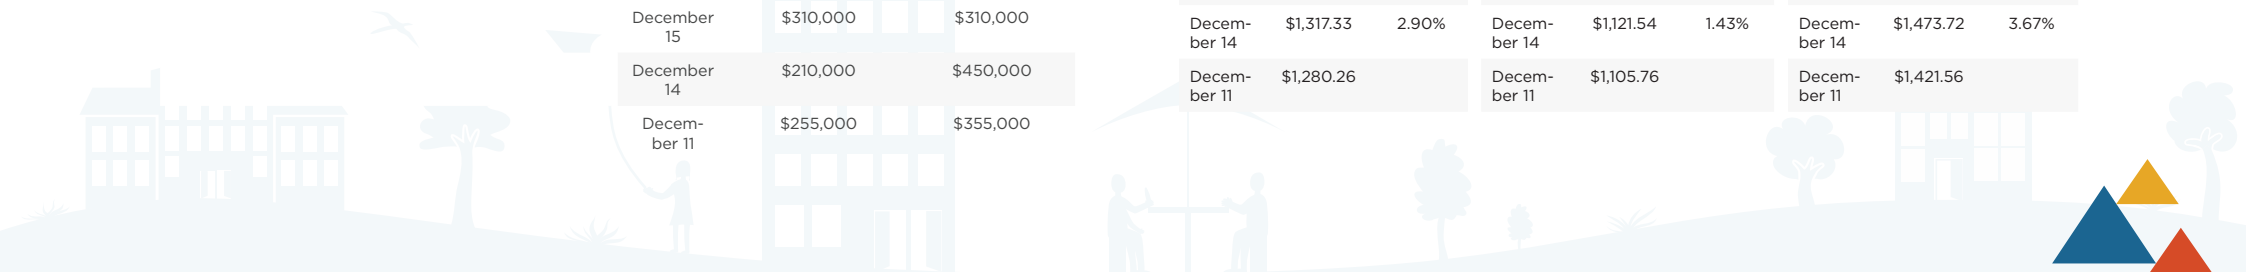 December $310,000 $310,000
15
December $210,000 $450,000
14
Decem- $255,000 $355,000
ber 11
Decem- $1,317.33 2.90%
ber 14
Decem- $1,280.26
ber 11
Decem- $1,121.54 1.43%
ber 14
Decem- $1,105.76
ber 11
Decem- $1,473.72 3.67%
ber 14
Decem- $1,421.56
ber 11